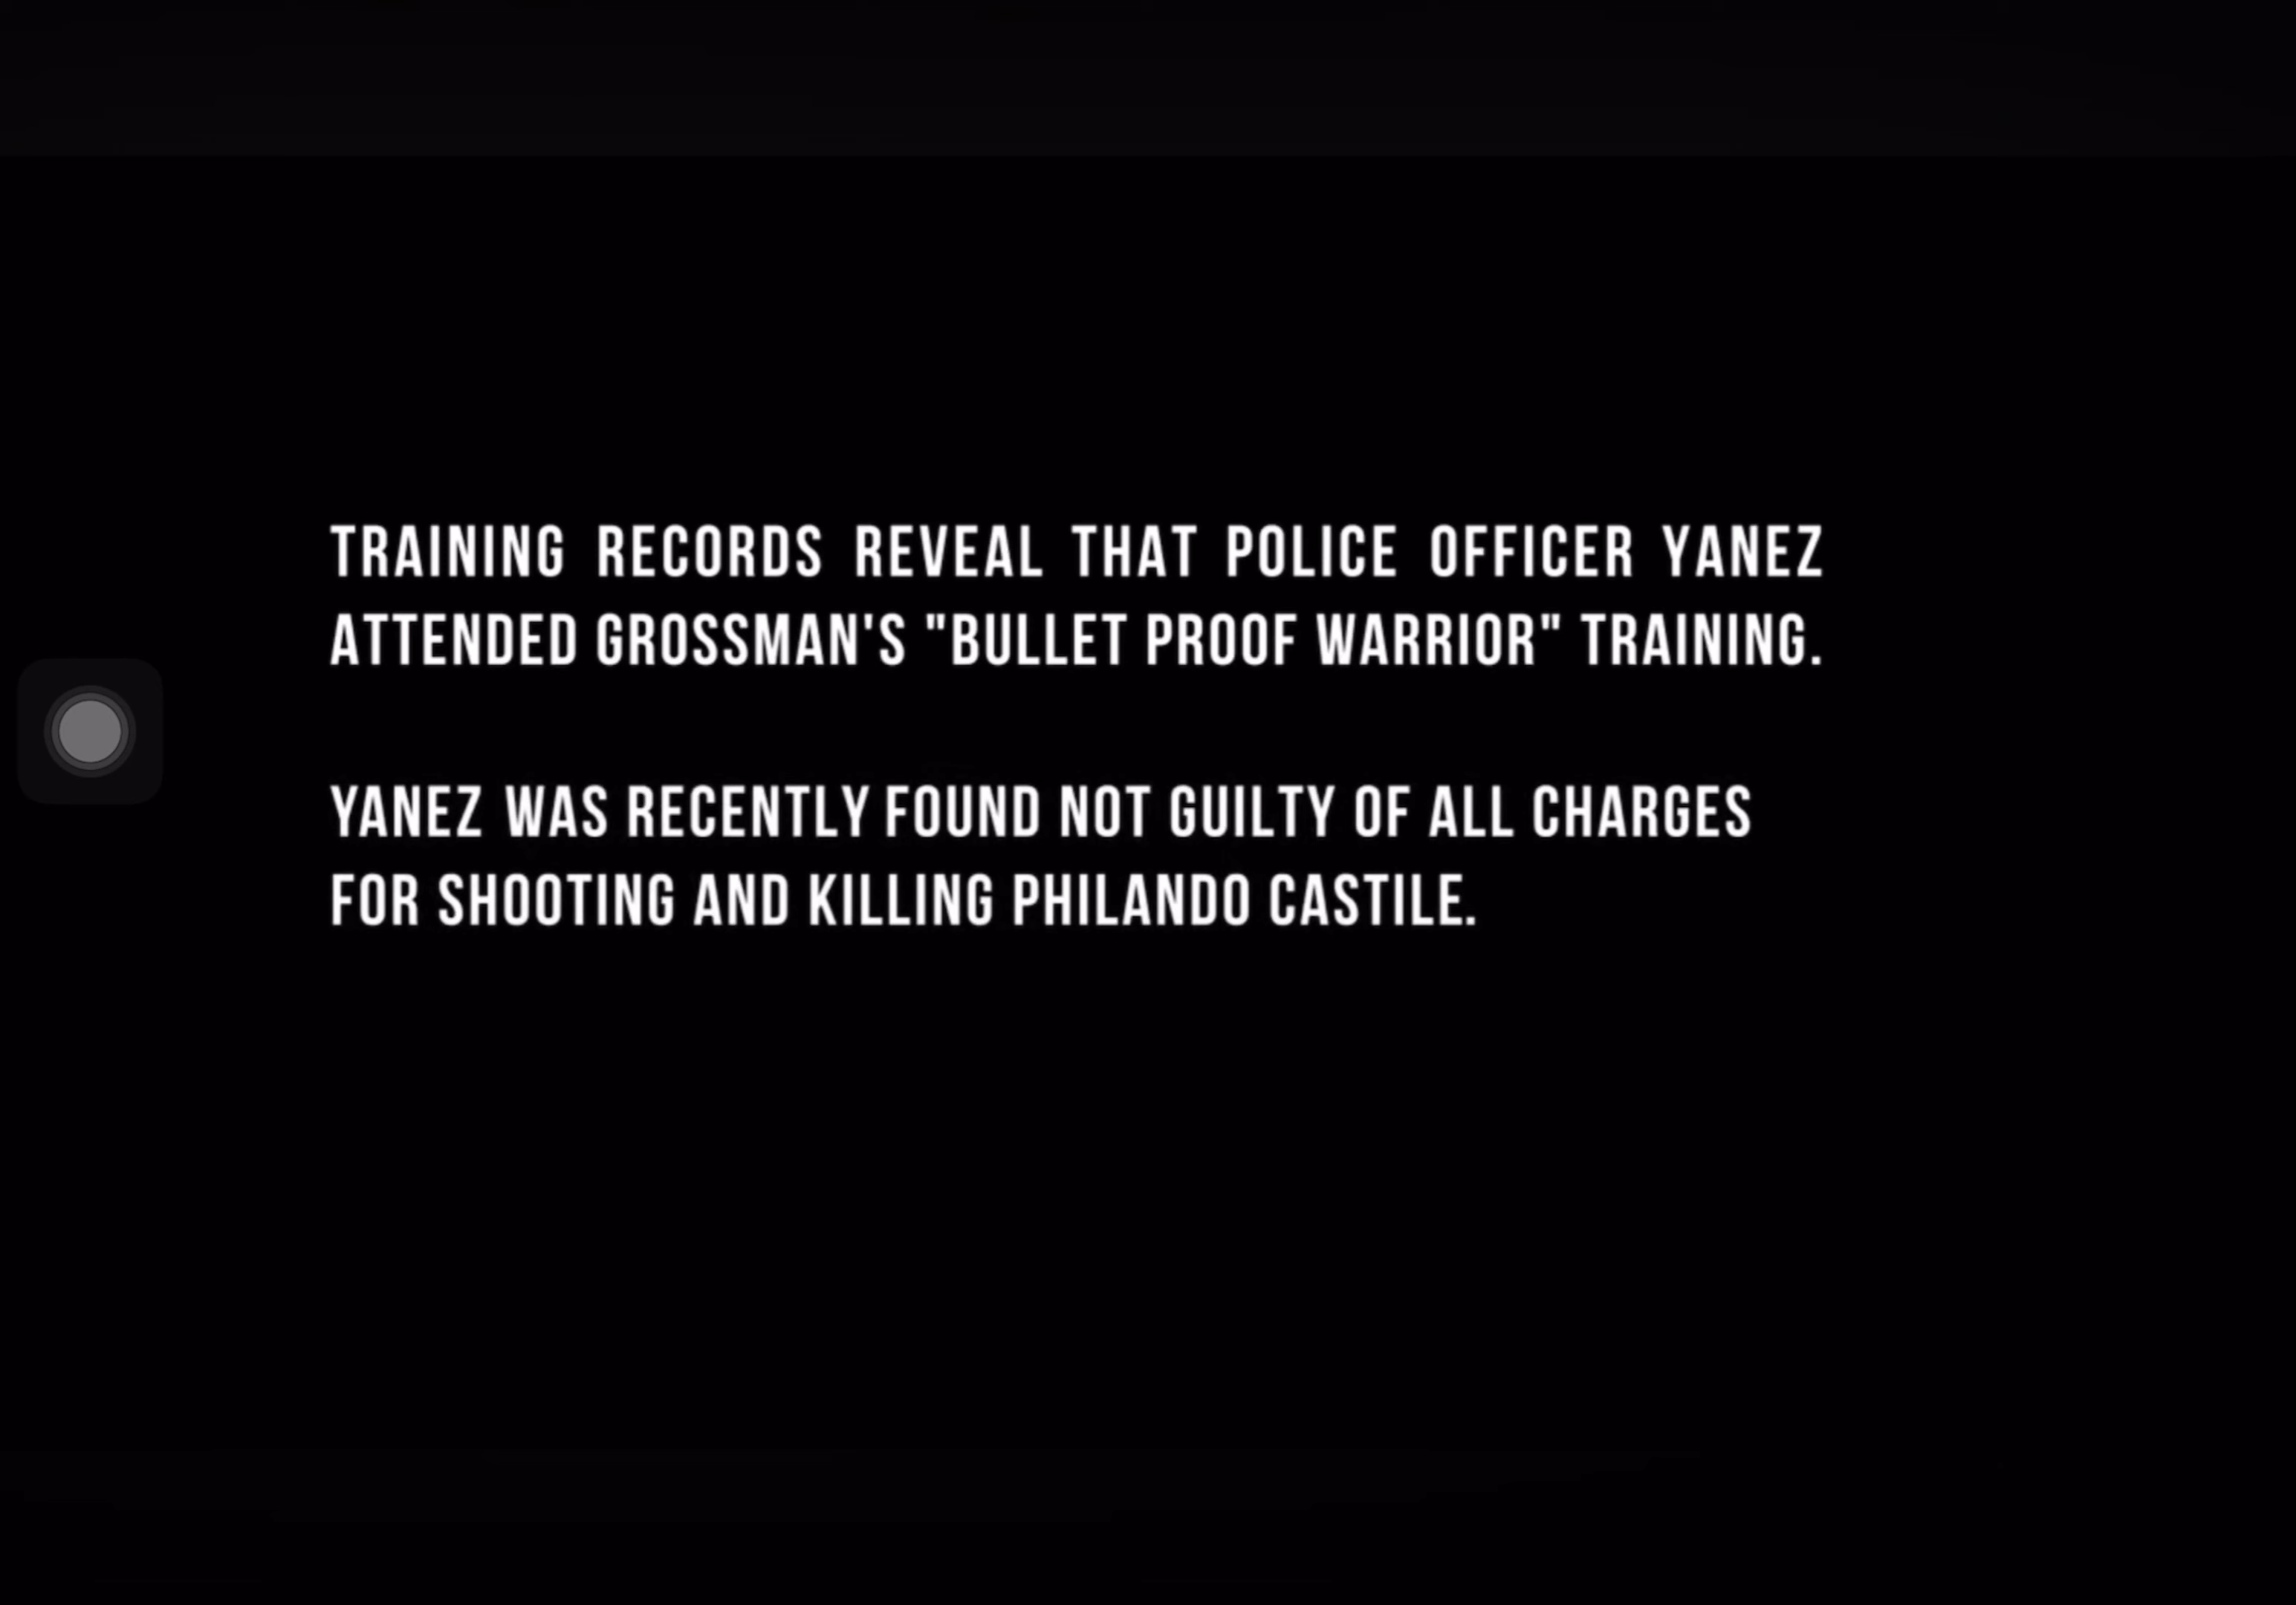 TRAINING RECORDS REVEAL THAT POLICE OFFICER YANEZ
ATTENDED GROSSMAN'S "BULLET PROOF WARRIOR" TRAINING.
YANEZ WAS RECENTLY FOUND NOT GUILTY OF ALL CHARGES
FOR SHOOTING AND KILLING PHILANDO CASTILE.